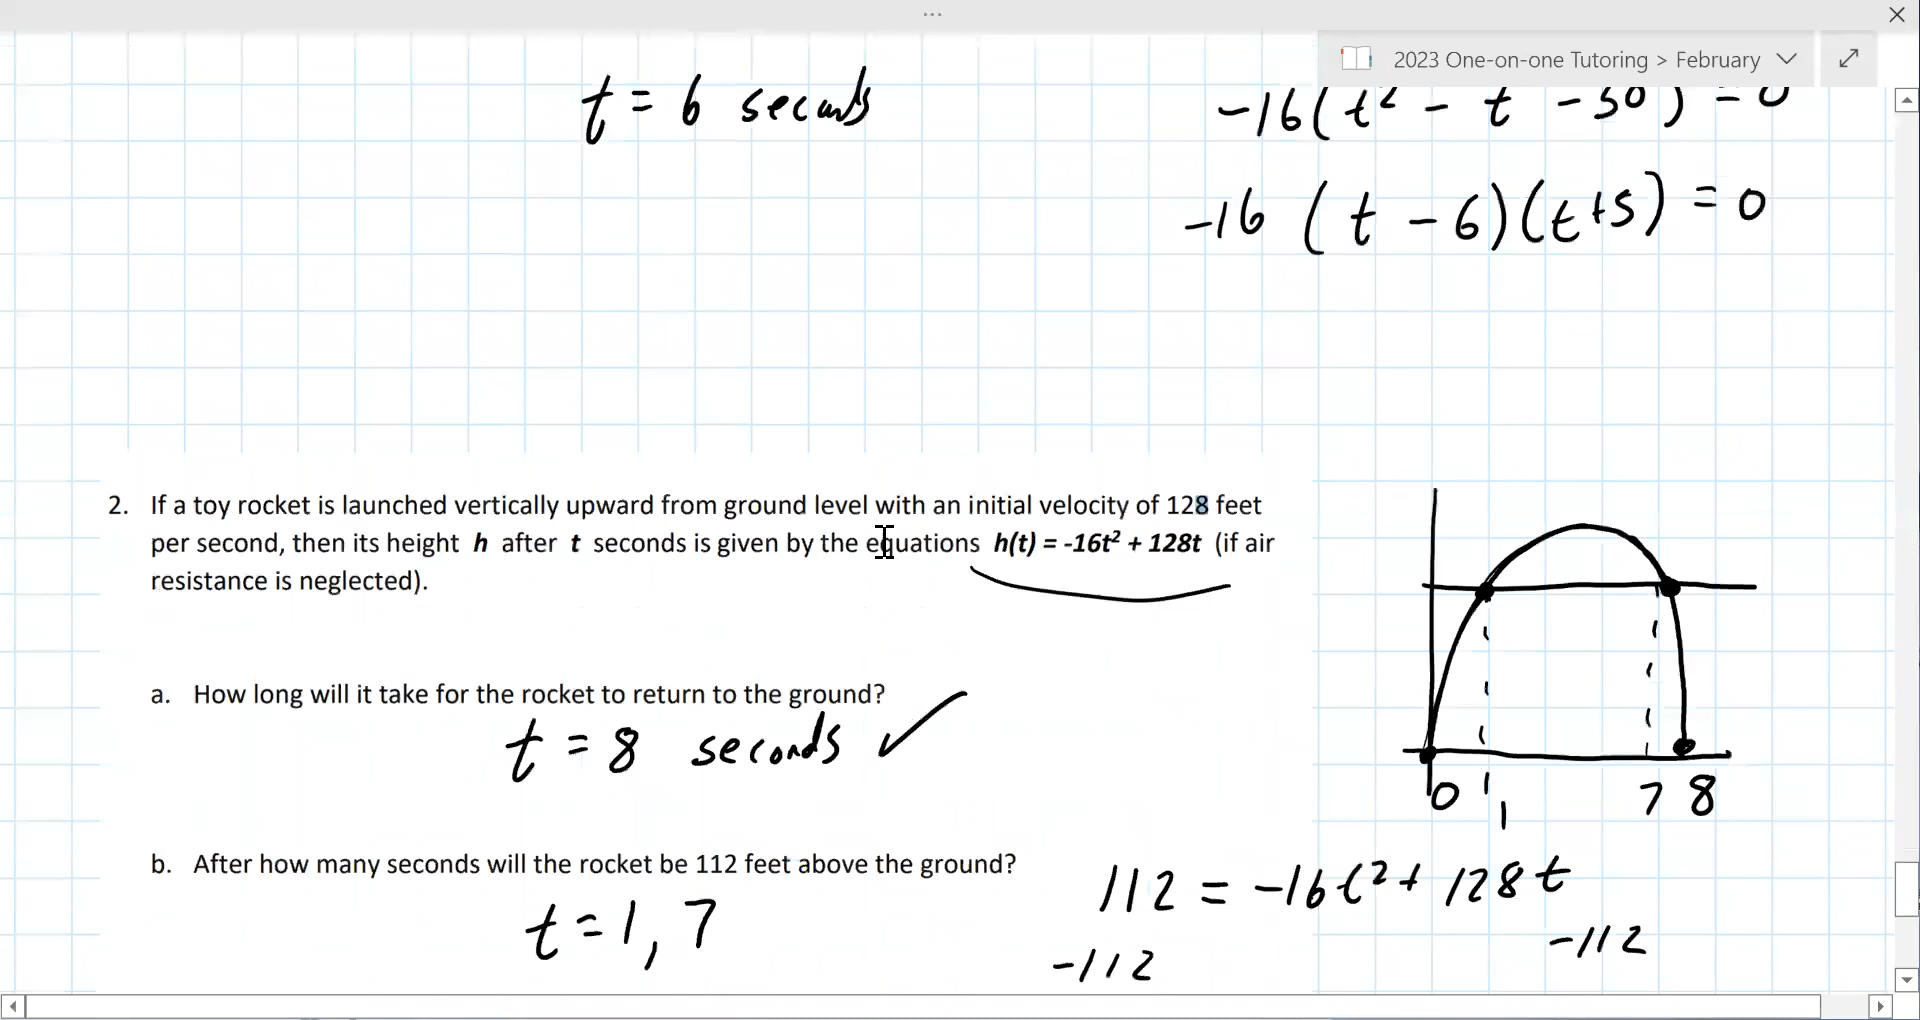 2023 One-on-one Tutoring > February
t = 6 seconds
-16(t² - t - 30) = 0
-16 (t - 6)(t+5) = 0
2. If a toy rocket is launched vertically upward from ground level with an initial velocity of 128 feet
per second, then its height h after t seconds is given by the equations h(t) = -16t² + 128t (if air
resistance is neglected).
a. How long will it take for the rocket to return to the ground?
t = 8 seconds ✓
0 1 7 8
b. After how many seconds will the rocket be 112 feet above the ground?
112 = -16t² + 128t
t = 1, 7
-112 -112